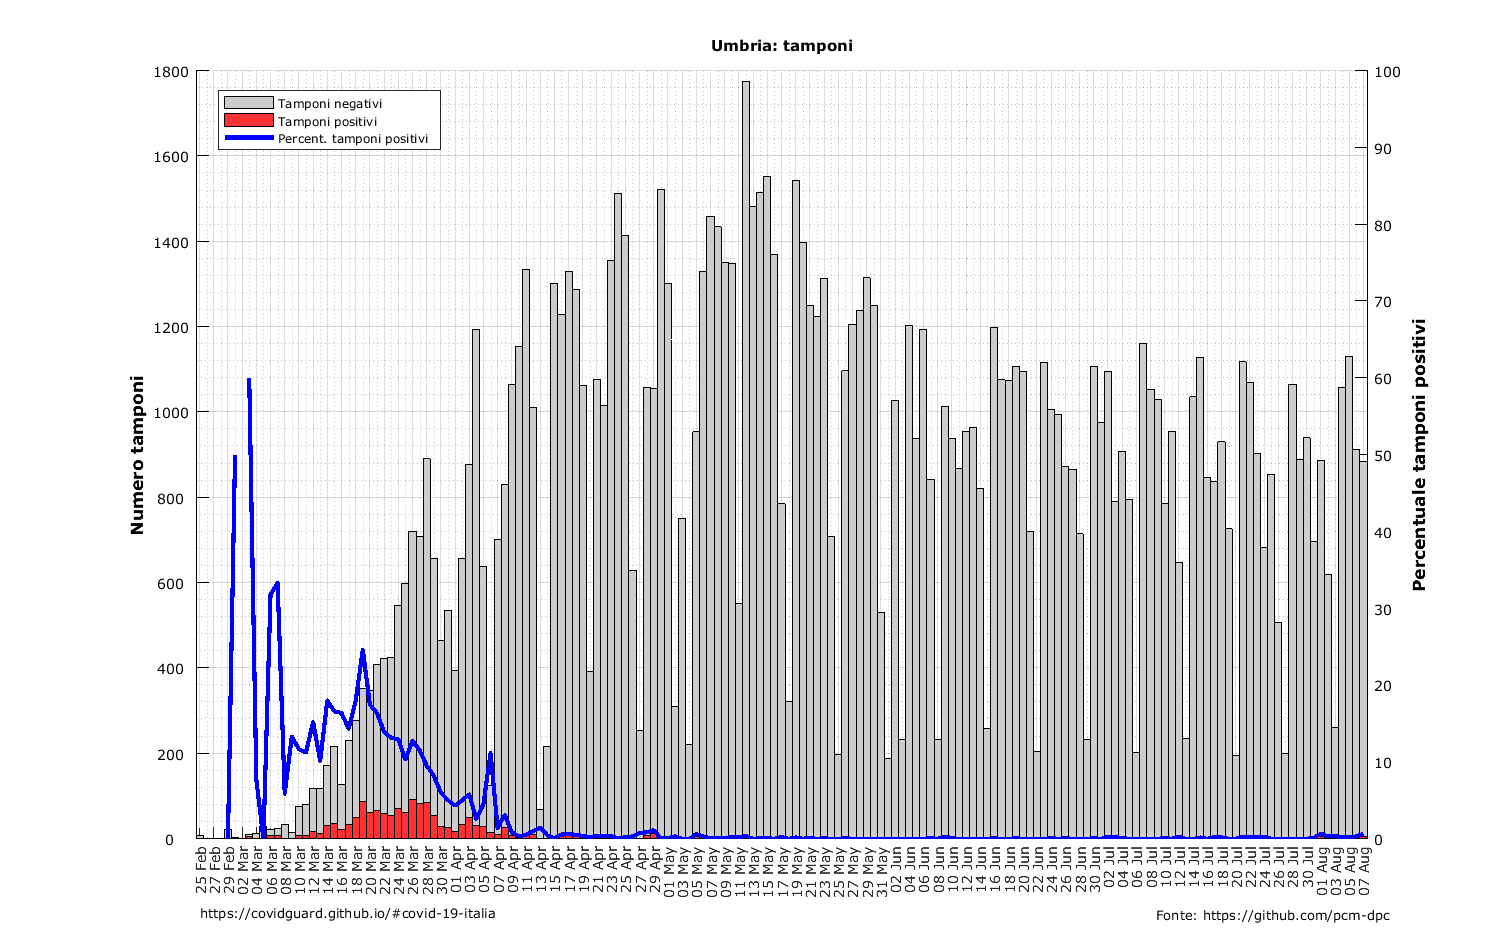 Umbria: tamponi
Tamponi negativi
Tamponi positivi
Percent. tamponi positivi
Numero tamponi
0
200
400
600
800
1000
1200
1400
1600
1800
Percentuale tamponi positivi
0
10
20
30
40
50
60
70
80
90
100
25 Feb
27 Feb
29 Feb
02 Mar
04 Mar
06 Mar
08 Mar
10 Mar
12 Mar
14 Mar
16 Mar
18 Mar
20 Mar
22 Mar
24 Mar
26 Mar
28 Mar
30 Mar
01 Apr
03 Apr
05 Apr
07 Apr
09 Apr
11 Apr
13 Apr
15 Apr
17 Apr
19 Apr
21 Apr
23 Apr
25 Apr
27 Apr
29 Apr
01 May
03 May
05 May
07 May
09 May
11 May
13 May
15 May
17 May
19 May
21 May
23 May
25 May
27 May
29 May
31 May
02 Jun
04 Jun
06 Jun
08 Jun
10 Jun
12 Jun
14 Jun
16 Jun
18 Jun
20 Jun
22 Jun
24 Jun
26 Jun
28 Jun
30 Jun
02 Jul
04 Jul
06 Jul
08 Jul
10 Jul
12 Jul
14 Jul
16 Jul
18 Jul
20 Jul
22 Jul
24 Jul
26 Jul
28 Jul
30 Jul
01 Aug
03 Aug
05 Aug
07 Aug
https://covidguard.github.io/#covid-19-italia
Fonte: https://github.com/pcm-dpc